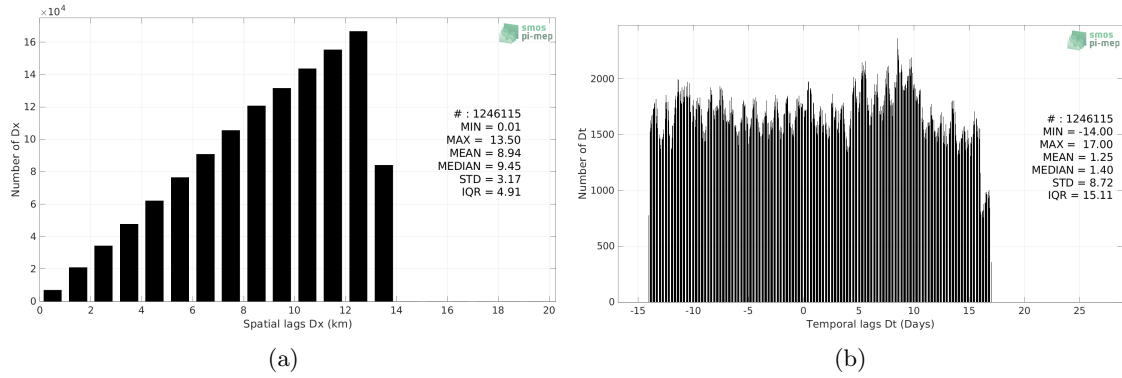 ×10⁴
16
14
12
10
8
6
4
2
0
Number of Dx
0 2 4 6 8 10 12 14 16 18 20
Spatial lags Dx (km)
smos
pi-mep
# : 1246115
MIN = 0.01
MAX = 13.50
MEAN = 8.94
MEDIAN = 9.45
STD = 3.17
IQR = 4.91
(a)
2000
1500
1000
500
0
Number of Dt
-15 -10 -5 0 5 10 15 20 25
Temporal lags Dt (Days)
smos
pi-mep
# : 1246115
MIN = -14.00
MAX = 17.00
MEAN = 1.25
MEDIAN = 1.40
STD = 8.72
IQR = 15.11
(b)